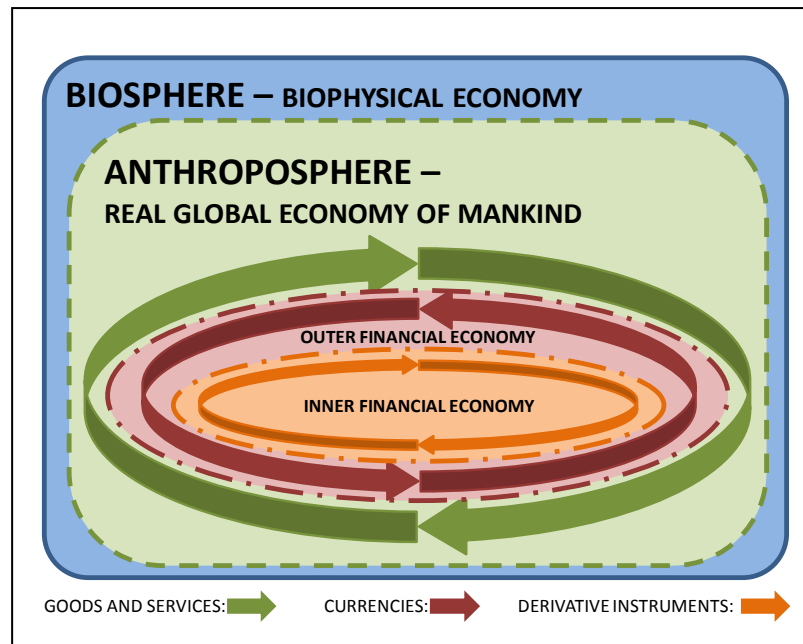 BIOSPHERE – BIOPHYSICAL ECONOMY
ANTHROPOSPHERE –
REAL GLOBAL ECONOMY OF MANKIND
OUTER FINANCIAL ECONOMY
INNER FINANCIAL ECONOMY
GOODS AND SERVICES: CURRENCIES: DERIVATIVE INSTRUMENTS: